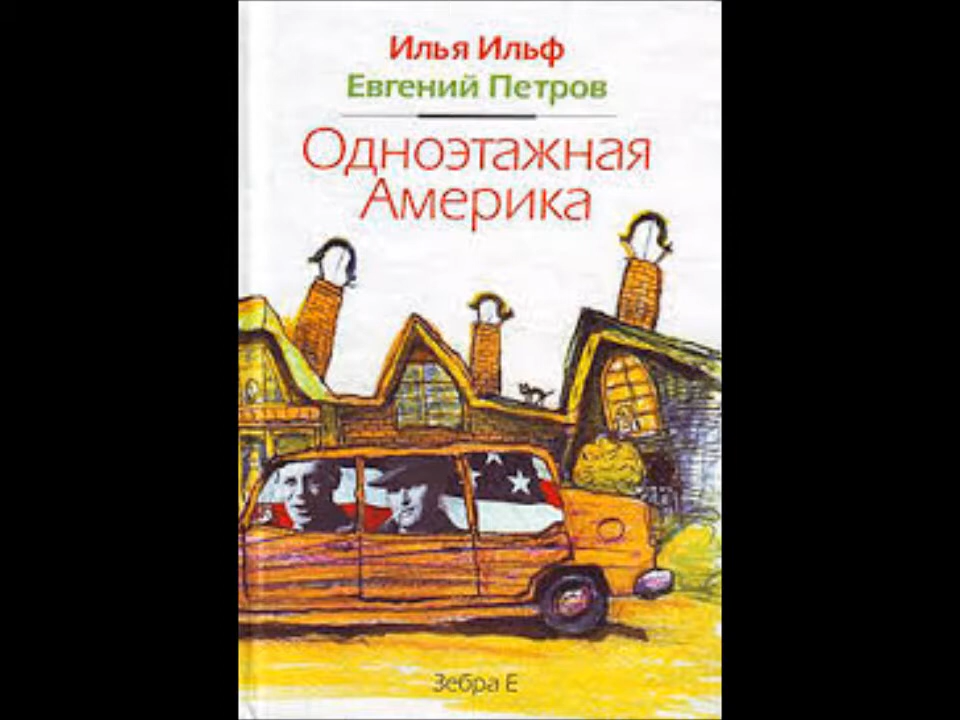 Илья Ильф
Евгений Петров
Одноэтажная
Америка
Зебра Е